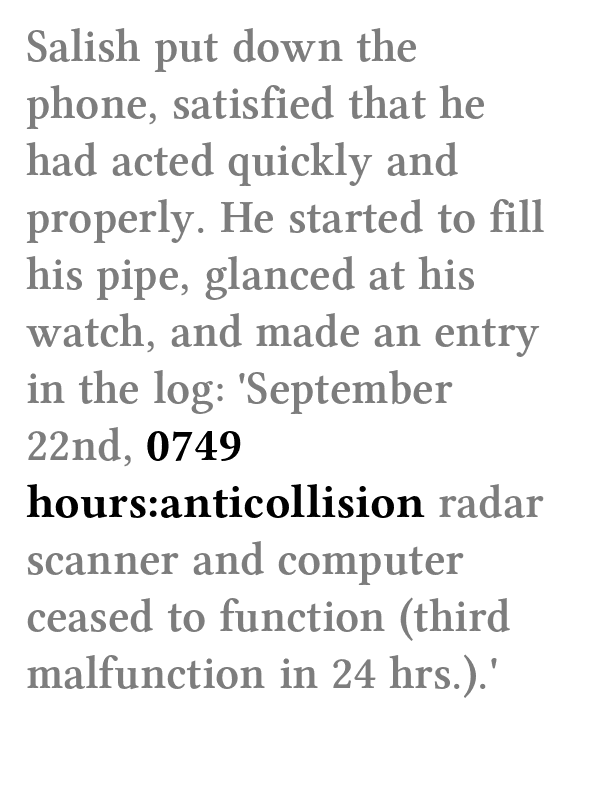 Salish put down the
phone, satisfied that he
had acted quickly and
properly. He started to fill
his pipe, glanced at his
watch, and made an entry
in the log: 'September
22nd, 0749
hours:anticollision radar
scanner and computer
ceased to function (third
malfunction in 24 hrs.).'